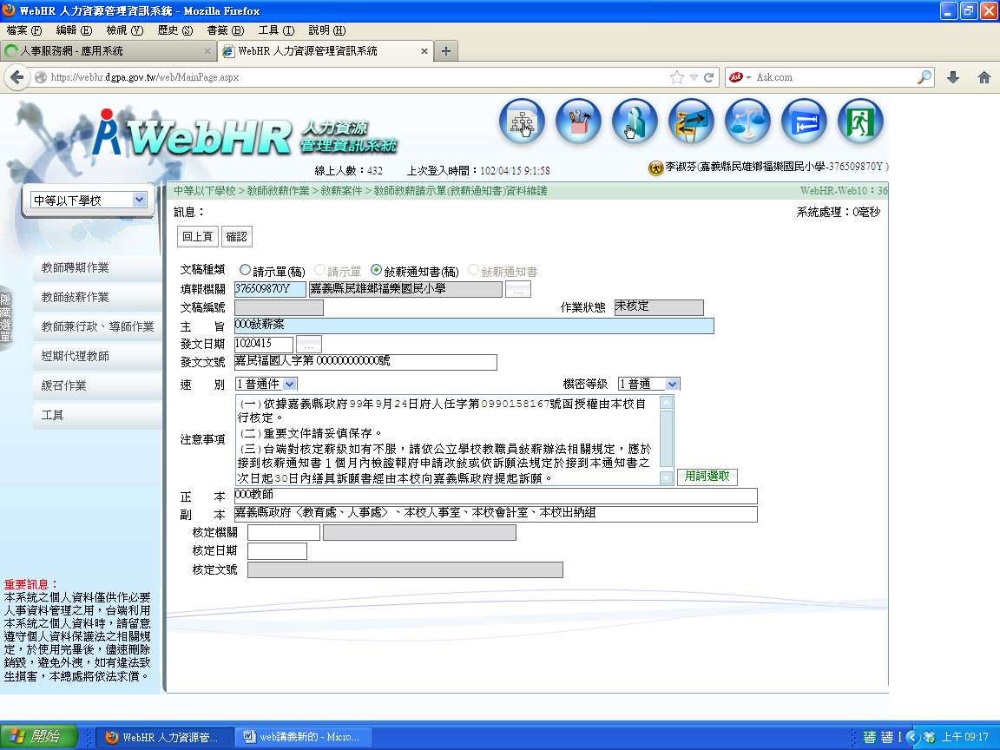 WebHR 人力資源管理資訊系統 - Mozilla Firefox
檔案 (F) 編輯 (E) 檢視 (V) 歷史 (S) 書籤 (B) 工具 (T) 說明 (H)
人事服務網 - 應用系統 × WebHR 人力資源管理資訊系統 × +
https://webhr.dgpa.gov.tw/web/MainPage.aspx Ask Ask.com
WebHR 人力資源管理資訊系統
線上人數：432 上次登入時間：102/04/15 9:1:58 李淑芬(嘉義縣民雄鄉福樂國民小學-376509870Y )
中等以下學校
中等以下學校 > 教師敘薪作業 > 敘薪案件 > 教師敘薪請示單(敘薪通知書)資料維護 WebHR-Web10：36
訊息： 系統處理：0毫秒
回上頁 確認
教師聘期作業
教師敘薪作業
教師兼行政、導師作業
短期代理教師
緩召作業
工具
隱藏選單
文稿種類 請示單(稿) 請示單 敘薪通知書(稿) 敘薪通知書
填報機關 376509870Y 嘉義縣民雄鄉福樂國民小學 ...
文稿編號 作業狀態 未核定
主 旨 000敘薪案
發文日期 1020415 ...
發文文號 嘉民福國人字第 00000000000號
速 別 1 普通件 機密等級 1 普通
注意事項
(一)依據嘉義縣政府99年9月24日府人任字第0990158167號函授權由本校自
行核定。
(二)重要文件請妥慎保存。
(三)台端對核定薪級如有不服，請依公立學校教職員敘薪辦法相關規定，應於
接到核薪通知書１個月內檢證報府申請改敘或依訴願法規定於接到本通知書之
次日起30日內繕具訴願書經由本校向嘉義縣政府提起訴願。
用詞選取
正 本 000教師
副 本 嘉義縣政府〈教育處、人事處〉、本校人事室、本校會計室、本校出納組
核定機關
核定日期
核定文號
重要訊息：
本系統之個人資料僅供作必要
人事資料管理之用，台端利用
本系統之個人資料時，請留意
遵守個人資料保護法之相關規
定，於使用完畢後，儘速刪除
銷毀，避免外洩，如有違法致
生損害，本總處將依法求償。
開始 WebHR 人力資源管... web講義新的 - Micro... 上午 09:17